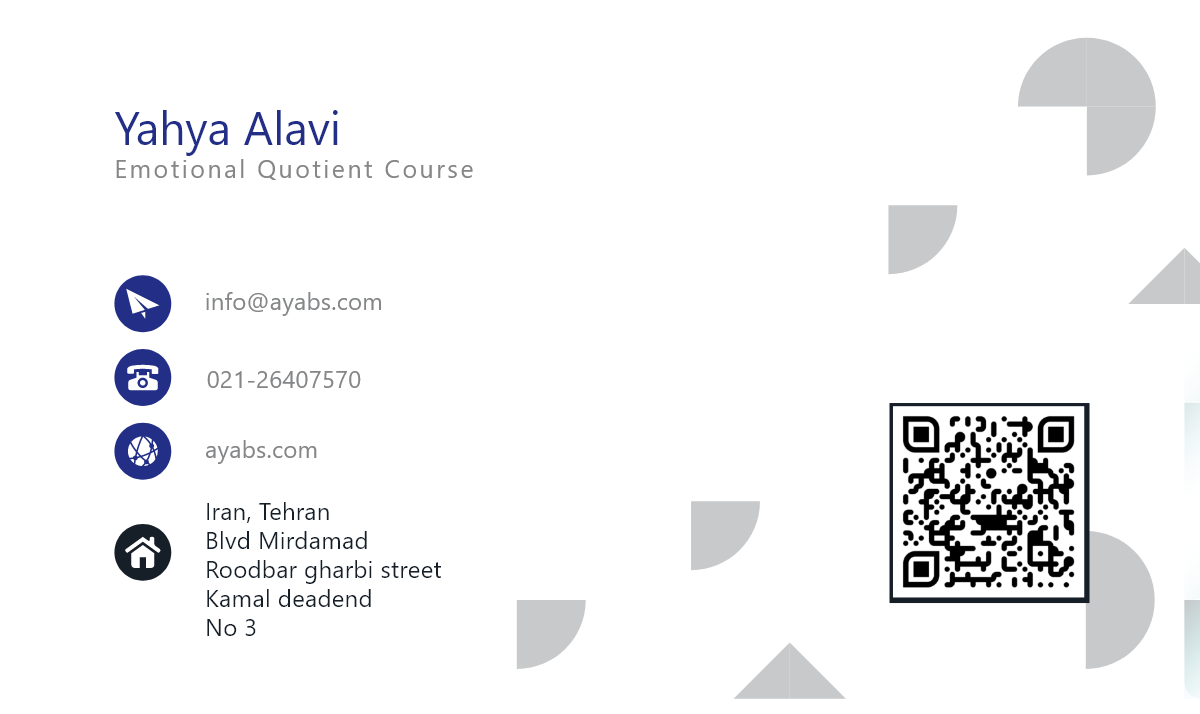 Yahya Alavi
Emotional Quotient Course
info@ayabs.com
021-26407570
ayabs.com
Iran, Tehran
Blvd Mirdamad
Roodbar gharbi street
Kamal deadend
No 3